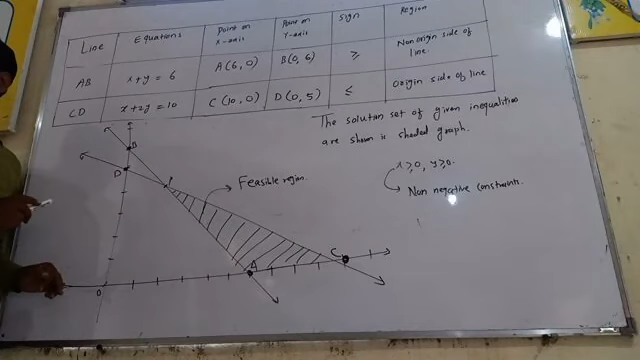 Line Equations Point on X-axis Point on Y-axis Sign Region
AB x+y = 6 A(6, 0) B(0, 6) ≥ Non origin side of line.
CD x+2y = 10 C(10, 0) D(0, 5) ≤ Origin side of line
The solution set of given inequalities
are shown is shaded graph.
x≥0, y≥0.
Non negative constraints.
B
D
P
Feasible region.
A
C
O